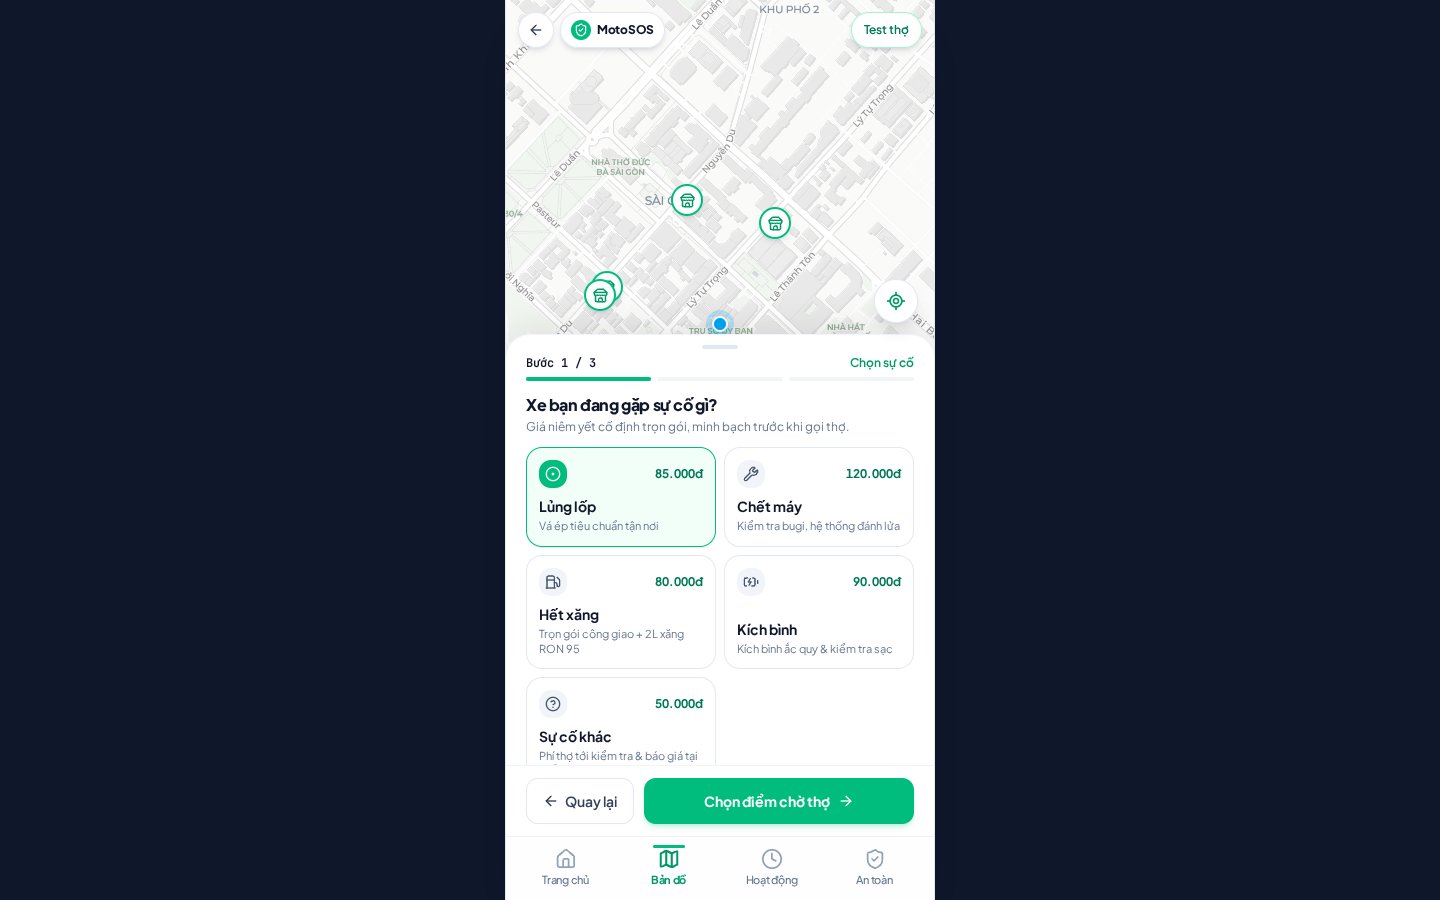 KHU PHỐ 2
Lê Duẩn
MotoSOS
Test thợ
Lý Tự Trọng
Nguyễn Du
Lê Duẩn
NHÀ THỜ ĐỨC
BÀ SÀI GÒN
SÀI
30/4
Pasteur
Lý Tự Trọng
Lê Thánh Tôn
Nghĩa
Du
NHÀ HÁT
Hai B
Bước 1 / 3
Chọn sự cố
Xe bạn đang gặp sự cố gì?
Giá niêm yết cố định trọn gói, minh bạch trước khi gọi thợ.
85.000đ
Lủng lốp
Vá ép tiêu chuẩn tận nơi
120.000đ
Chết máy
Kiểm tra bugi, hệ thống đánh lửa
80.000đ
Hết xăng
Trọn gói công giao + 2L xăng
RON 95
90.000đ
Kích bình
Kích bình ắc quy & kiểm tra sạc
50.000đ
Sự cố khác
Phí thợ tới kiểm tra & báo giá tại
Quay lại
Chọn điểm chờ thợ
Trang chủ
Bản đồ
Hoạt động
An toàn